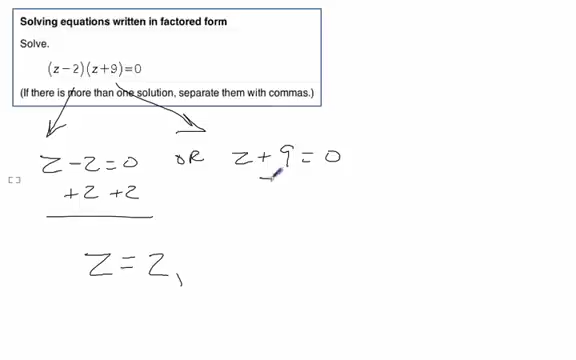 Solving equations written in factored form
Solve.
(z−2)(z+9)=0
(If there is more than one solution, separate them with commas.)
z − 2 = 0 OR z + 9 = 0
+2 +2 −
z = 2,